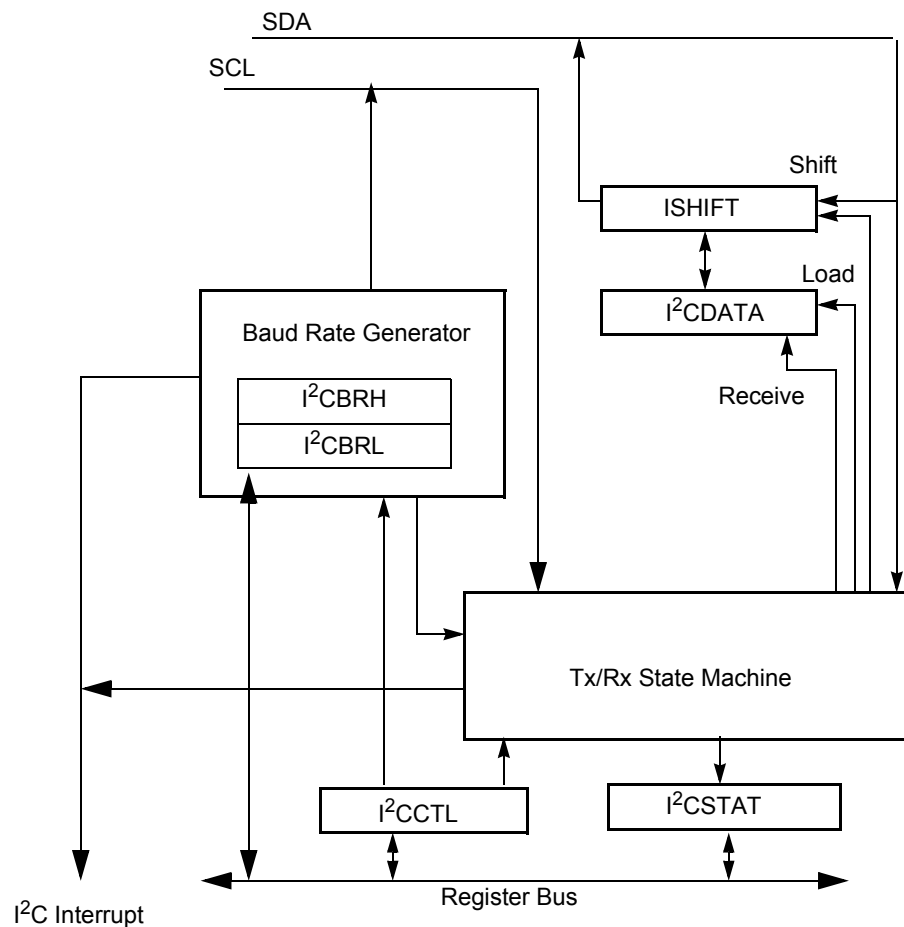 SDA
SCL
Shift
ISHIFT
Load
I²CDATA
Baud Rate Generator
I²CBRH
I²CBRL
Receive
Tx/Rx State Machine
I²CCTL
I²CSTAT
Register Bus
I²C Interrupt